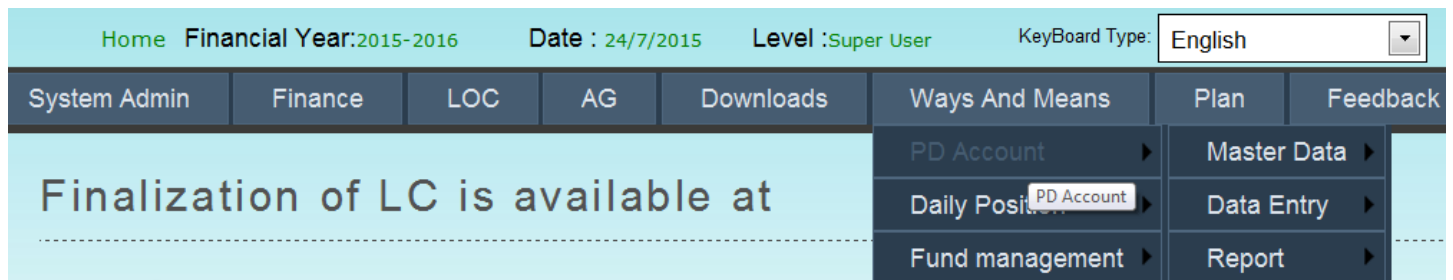 Home Financial Year:2015-2016 Date : 24/7/2015 Level :Super User KeyBoard Type: English
System Admin Finance LOC AG Downloads Ways And Means Plan Feedback
PD Account Master Data
Finalization of LC is available at
PD Account
Daily Position Data Entry
Fund management Report